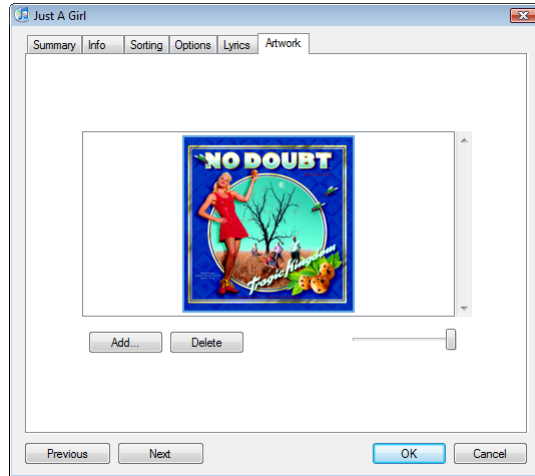 Just A Girl
Summary Info Sorting Options Lyrics Artwork
NO DOUBT
Tragic Kingdom
Add... Delete
Previous Next OK Cancel